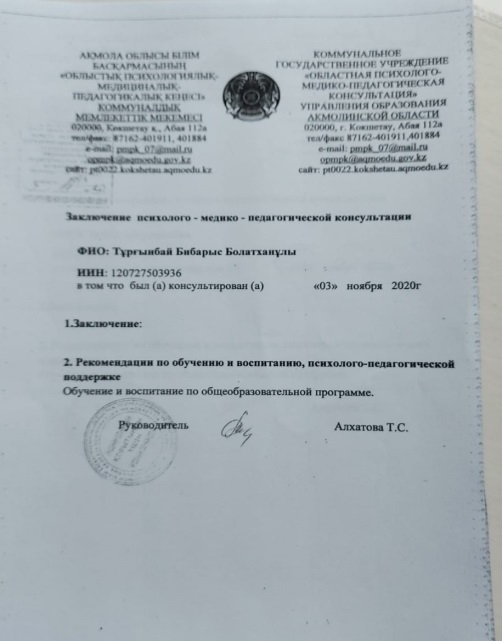 АҚМОЛА ОБЛЫСЫ БІЛІМ
БАСҚАРМАСЫНЫҢ
«ОБЛЫСТЫҚ ПСИХОЛОГИЯЛЫҚ-
МЕДИЦИНАЛЫҚ-
ПЕДАГОГИКАЛЫҚ КЕҢЕСІ»
КОММУНАЛДЫҚ
МЕМЛЕКЕТТІК МЕКЕМЕСІ
020000, Көкшетау қ., Абая 112а
тел/факс: 87162-401911, 401884
e-mail: pmpk_07@mail.ru
opmpk@aqmoedu.gov.kz
сайт: pt0022.kokshetau.aqmoedu.kz
КОММУНАЛЬНОЕ
ГОСУДАРСТВЕННОЕ УЧРЕЖДЕНИЕ
«ОБЛАСТНАЯ ПСИХОЛОГО-
МЕДИКО-ПЕДАГОГИЧЕСКАЯ
КОНСУЛЬТАЦИЯ»
УПРАВЛЕНИЯ ОБРАЗОВАНИЯ
АКМОЛИНСКОЙ ОБЛАСТИ
020000, г. Кокшетау, Абая 112а
тел/факс 87162-401911,401884
e-mail: pmpk_07@mail.ru
opmpk@aqmoedu.gov.kz
сайт: pt0022.kokshetau.aqmoedu.kz
Заключение психолого - медико - педагогической консультации
ФИО: Тұрғынбай Бибарыс Болатханұлы
ИИН: 120727503936
в том что был (а) консультирован (а) «03» ноября 2020г
1.Заключение:
2. Рекомендации по обучению и воспитанию, психолого-педагогической
поддержке
Обучение и воспитание по общеобразовательной программе.
Руководитель Алхатова Т.С.